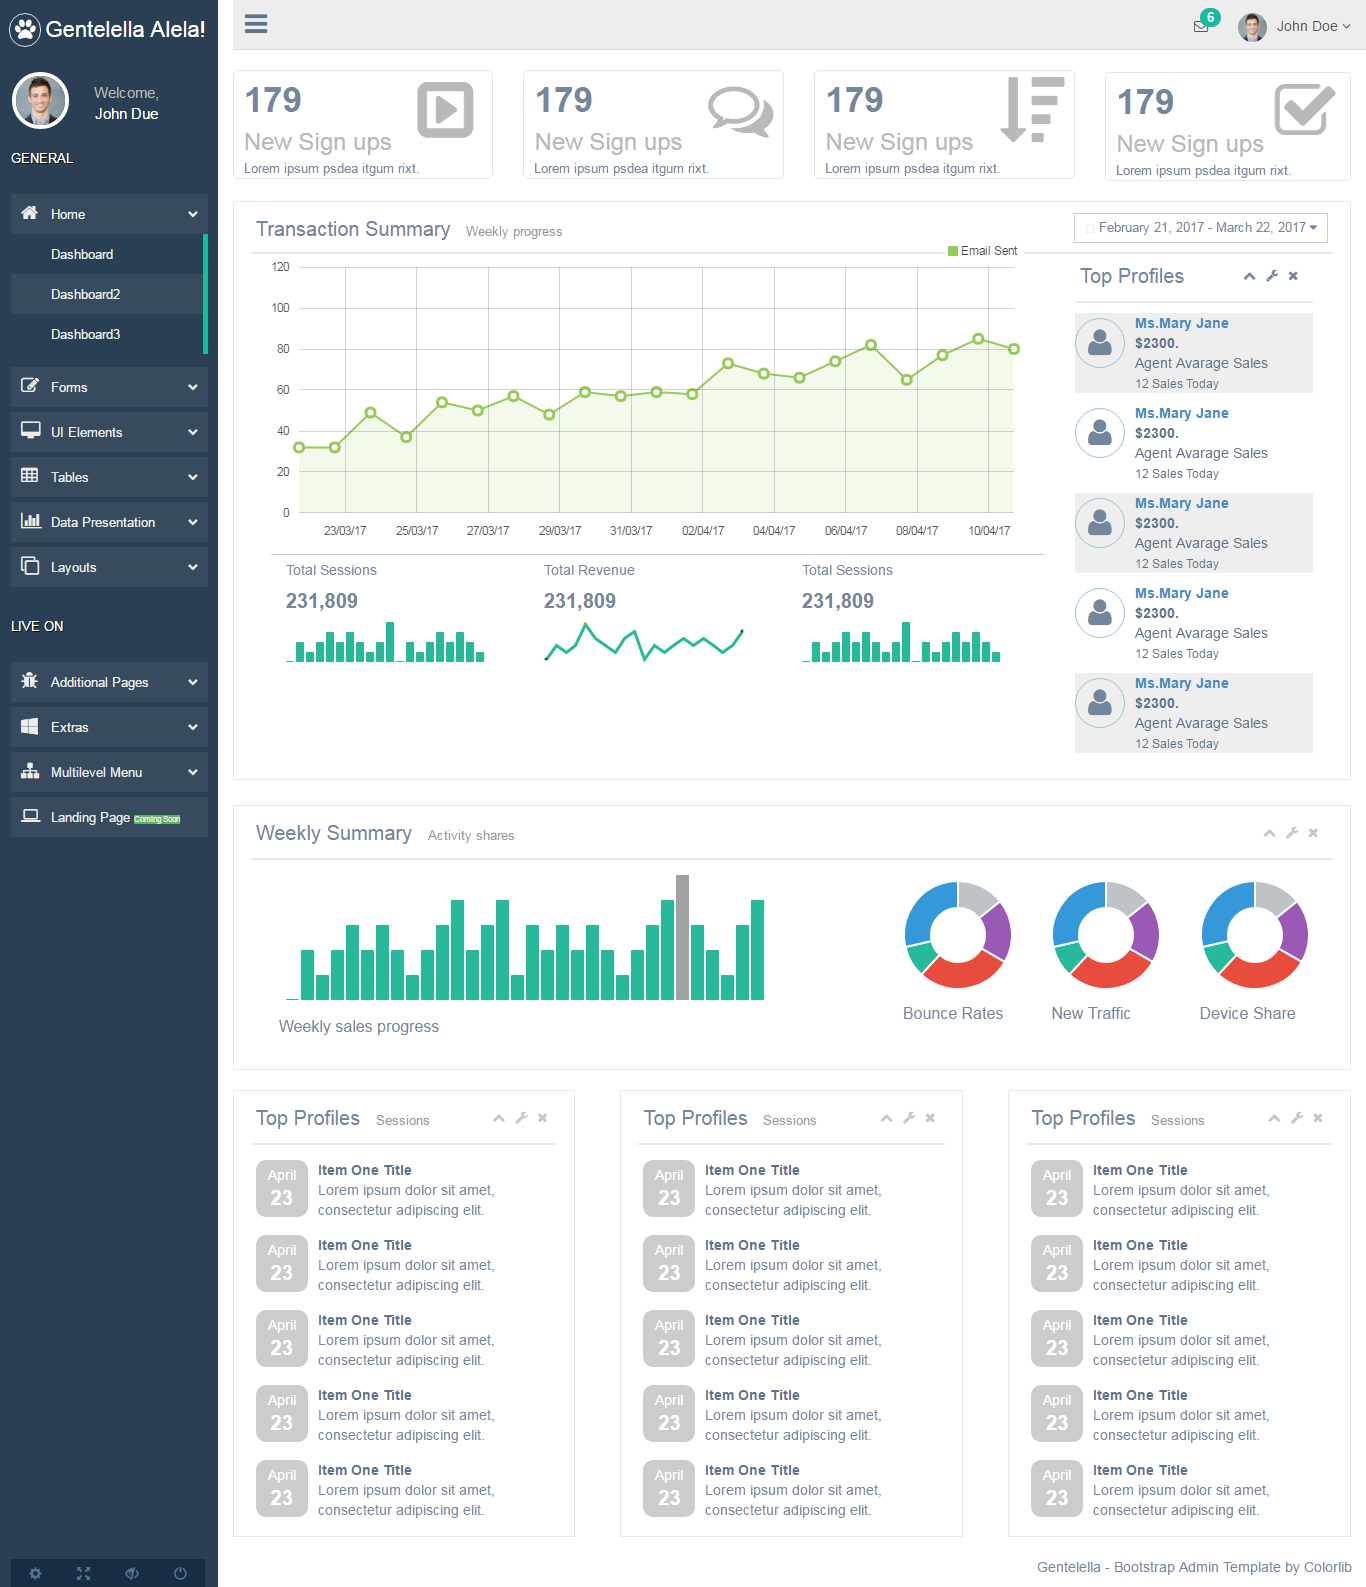 Gentelella Alela!
Welcome,
John Due
GENERAL
Home
Dashboard
Dashboard2
Dashboard3
Forms
UI Elements
Tables
Data Presentation
Layouts
LIVE ON
Additional Pages
Extras
Multilevel Menu
Landing Page Coming Soon
6
John Doe
179
New Sign ups
Lorem ipsum psdea itgum rixt.
179
New Sign ups
Lorem ipsum psdea itgum rixt.
179
New Sign ups
Lorem ipsum psdea itgum rixt.
179
New Sign ups
Lorem ipsum psdea itgum rixt.
Transaction Summary Weekly progress
February 21, 2017 - March 22, 2017
Email Sent
120
100
80
60
40
20
0
23/03/17 25/03/17 27/03/17 29/03/17 31/03/17 02/04/17 04/04/17 06/04/17 08/04/17 10/04/17
Total Sessions
231,809
Total Revenue
231,809
Total Sessions
231,809
Top Profiles
Ms.Mary Jane
$2300.
Agent Avarage Sales
12 Sales Today
Ms.Mary Jane
$2300.
Agent Avarage Sales
12 Sales Today
Ms.Mary Jane
$2300.
Agent Avarage Sales
12 Sales Today
Ms.Mary Jane
$2300.
Agent Avarage Sales
12 Sales Today
Ms.Mary Jane
$2300.
Agent Avarage Sales
12 Sales Today
Weekly Summary Activity shares
Weekly sales progress
Bounce Rates
New Traffic
Device Share
Top Profiles Sessions
April
23
Item One Title
Lorem ipsum dolor sit amet,
consectetur adipiscing elit.
April
23
Item One Title
Lorem ipsum dolor sit amet,
consectetur adipiscing elit.
April
23
Item One Title
Lorem ipsum dolor sit amet,
consectetur adipiscing elit.
April
23
Item One Title
Lorem ipsum dolor sit amet,
consectetur adipiscing elit.
April
23
Item One Title
Lorem ipsum dolor sit amet,
consectetur adipiscing elit.
Top Profiles Sessions
April
23
Item One Title
Lorem ipsum dolor sit amet,
consectetur adipiscing elit.
April
23
Item One Title
Lorem ipsum dolor sit amet,
consectetur adipiscing elit.
April
23
Item One Title
Lorem ipsum dolor sit amet,
consectetur adipiscing elit.
April
23
Item One Title
Lorem ipsum dolor sit amet,
consectetur adipiscing elit.
April
23
Item One Title
Lorem ipsum dolor sit amet,
consectetur adipiscing elit.
Top Profiles Sessions
April
23
Item One Title
Lorem ipsum dolor sit amet,
consectetur adipiscing elit.
April
23
Item One Title
Lorem ipsum dolor sit amet,
consectetur adipiscing elit.
April
23
Item One Title
Lorem ipsum dolor sit amet,
consectetur adipiscing elit.
April
23
Item One Title
Lorem ipsum dolor sit amet,
consectetur adipiscing elit.
April
23
Item One Title
Lorem ipsum dolor sit amet,
consectetur adipiscing elit.
Gentelella - Bootstrap Admin Template by Colorlib